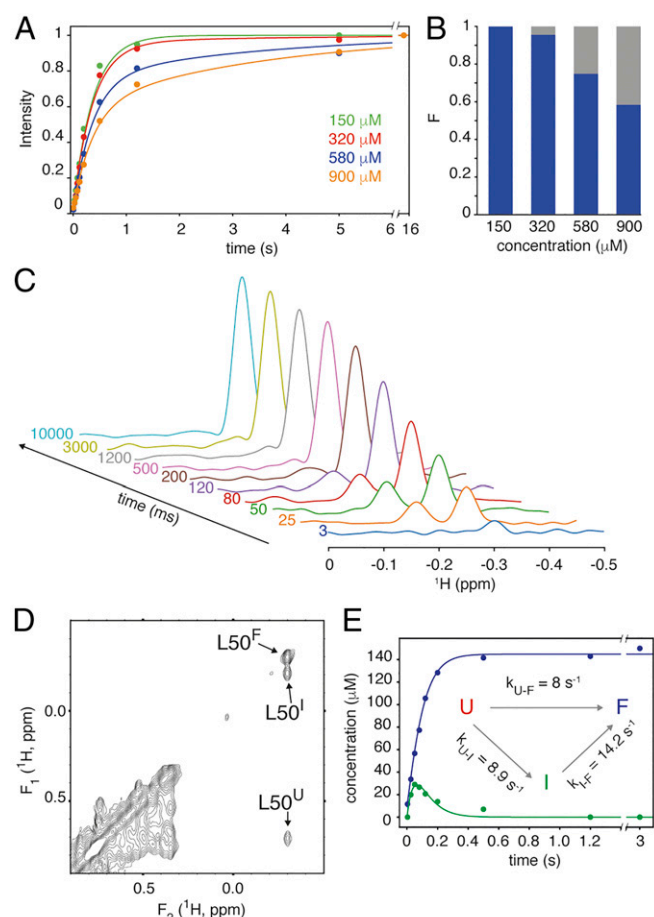 A
Intensity
1
0.8
0.6
0.4
0.2
0
150 μM
320 μM
580 μM
900 μM
0 1 2 3 4 5 6 16
time (s)
B
F
1
0.8
0.6
0.4
0.2
0
150 320 580 900
concentration (μM)
C
10000
3000
1200
500
200
120
80
50
25
3
time (ms)
0 -0.1 -0.2 -0.3 -0.4 -0.5
¹H (ppm)
D
F₁ (¹H, ppm)
0.0
0.5
L50ᶠ
L50ᴵ
L50ᵁ
0.5 0.0
F₂ (¹H, ppm)
E
concentration (μM)
140
120
100
80
60
40
20
0
k_U-F = 8 s⁻¹
U F
k_U-I = 8.9 s⁻¹
k_I-F = 14.2 s⁻¹
I
0 0.2 0.4 0.6 0.8 1.0 1.2 3
time (s)